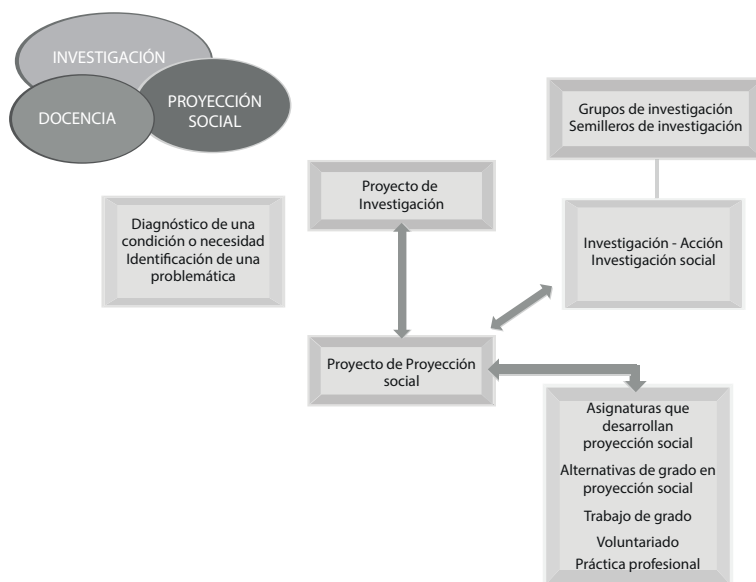 INVESTIGACIÓN
DOCENCIA
PROYECCIÓN
SOCIAL
Grupos de investigación
Semilleros de investigación
Proyecto de
Investigación
Diagnóstico de una
condición o necesidad
Identificación de una
problemática
Investigación - Acción
Investigación social
Proyecto de Proyección
social
Asignaturas que
desarrollan
proyección social
Alternativas de grado en
proyección social
Trabajo de grado
Voluntariado
Práctica profesional